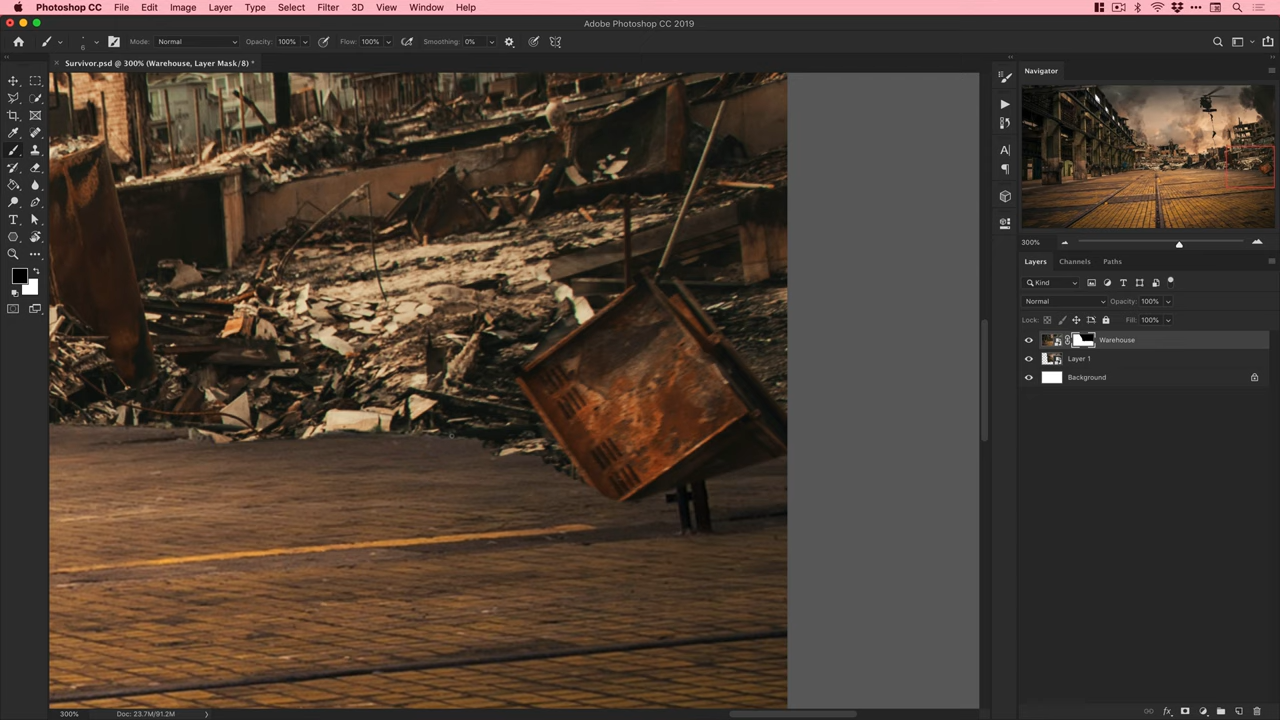 Photoshop CC File Edit Image Layer Type Select Filter 3D View Window Help
Adobe Photoshop CC 2019
6 Mode: Normal Opacity: 100% Flow: 100% Smoothing: 0%
× Survivor.psd @ 300% (Warehouse, Layer Mask/8) *
Navigator
300%
Layers Channels Paths
Kind
Normal Opacity: 100%
Lock: Fill: 100%
Warehouse
Layer 1
Background
300% Doc: 23.7M/91.2M